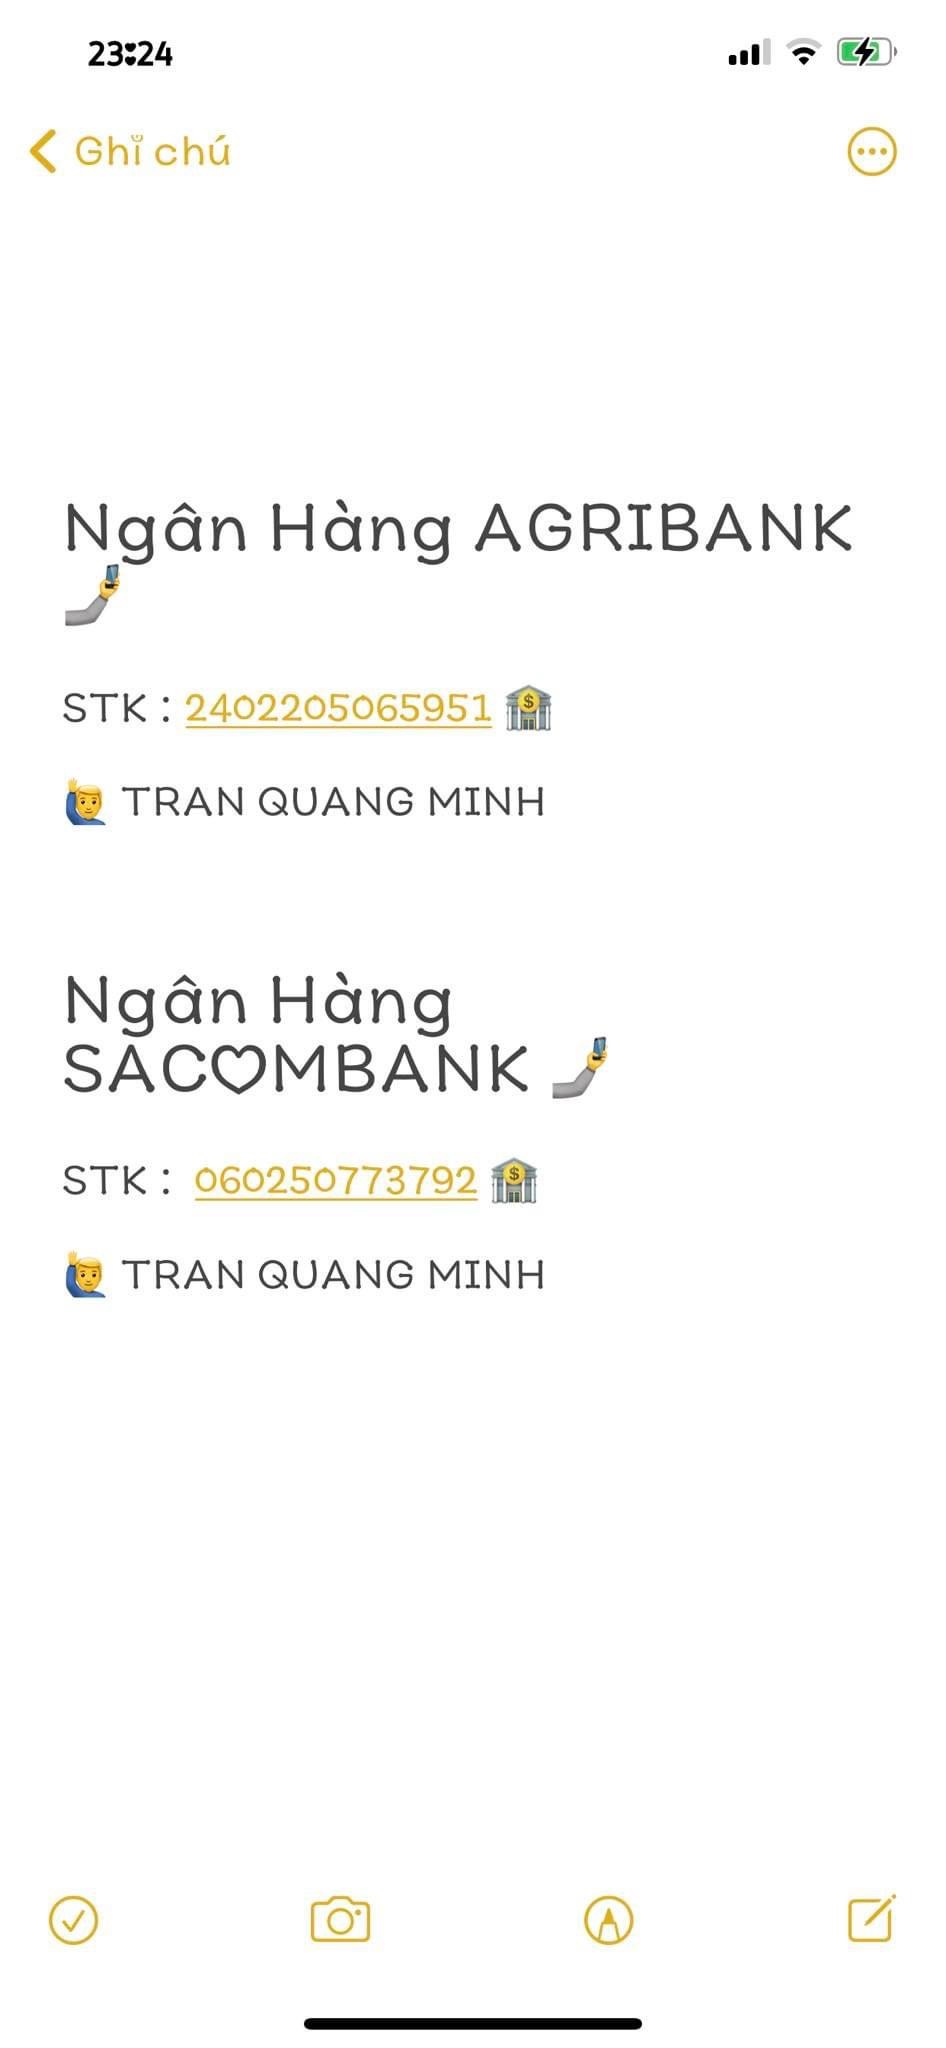 23:24
Ghi chú
Ngân Hàng AGRIBANK
🤳
STK : 2402205065951 🏦
🙋‍♂️ TRAN QUANG MINH
Ngân Hàng
SACOMBANK 🤳
STK : 060250773792 🏦
🙋‍♂️ TRAN QUANG MINH